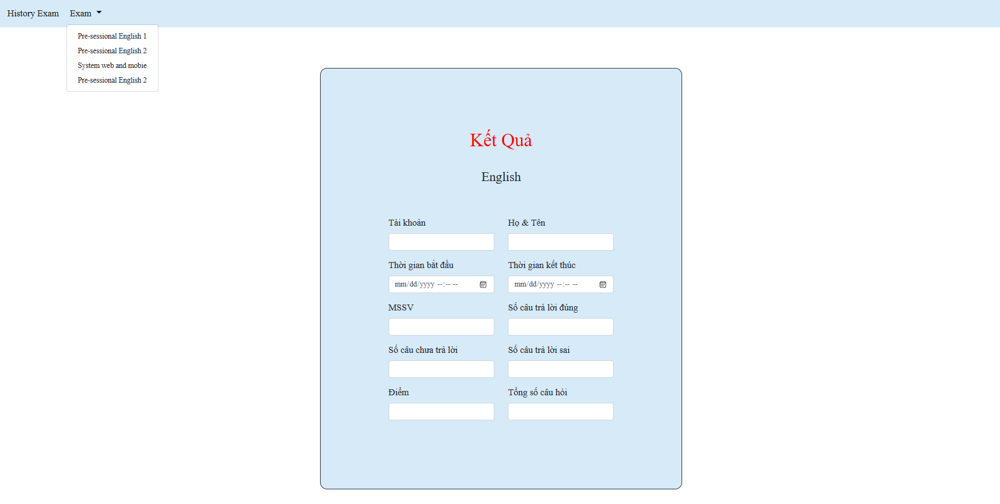 History Exam Exam
Pre-sessional English 1
Pre-sessional English 2
System web and mobie
Pre-sessional English 2
Kết Quả
English
Tài khoản Họ & Tên
Thời gian bắt đầu Thời gian kết thúc
mm/dd/yyyy --:-- -- mm/dd/yyyy --:-- --
MSSV Số câu trả lời đúng
Số câu chưa trả lời Số câu trả lời sai
Điểm Tổng số câu hỏi